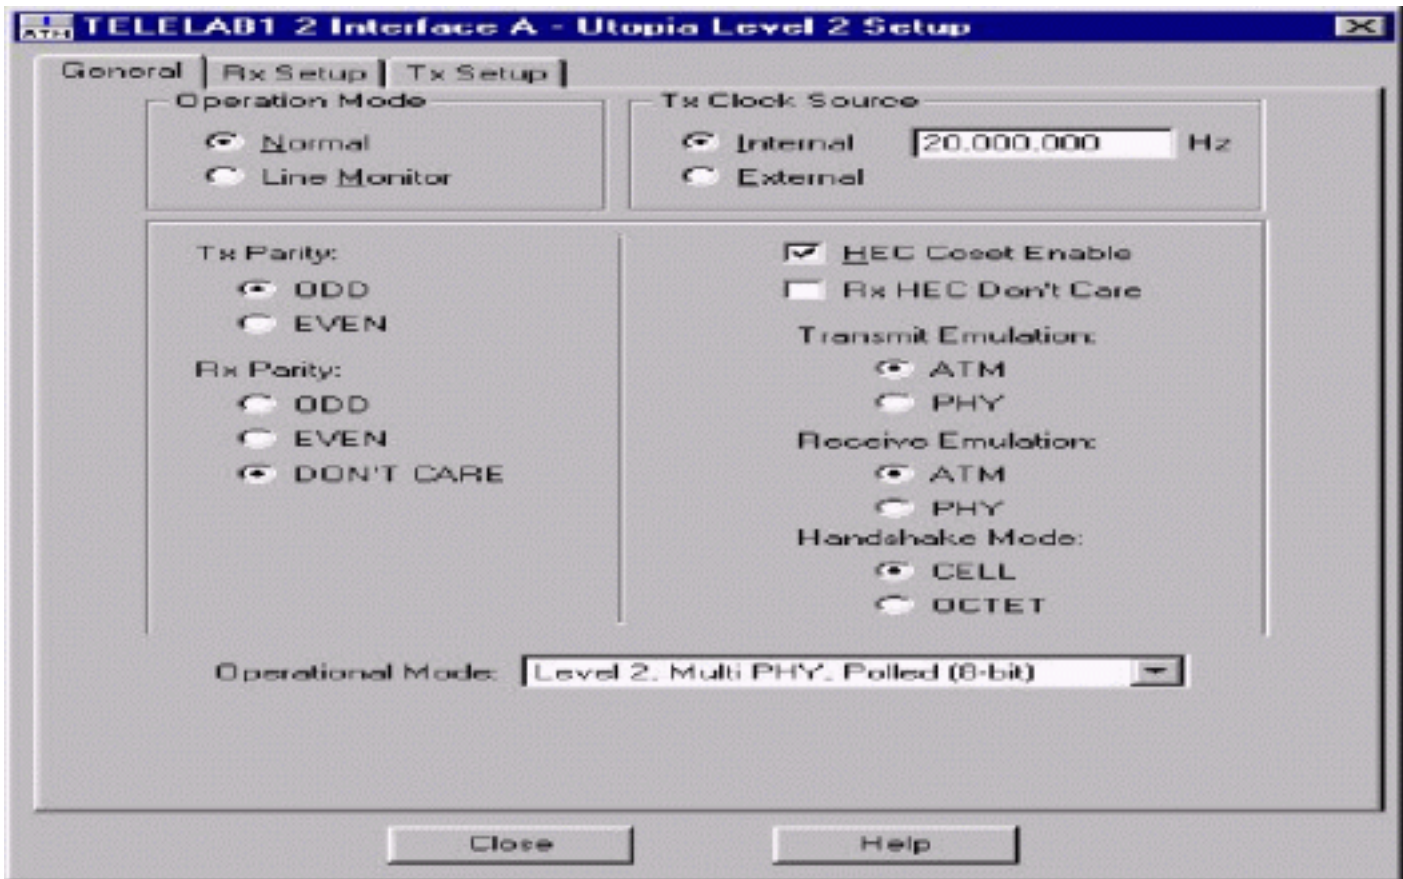 ATM TELELAB1 2 Interface A - Utopia Level 2 Setup
General Rx Setup Tx Setup
Operation Mode
Normal
Line Monitor
Tx Clock Source
Internal 20,000,000 Hz
External
Tx Parity:
ODD
EVEN
Rx Parity:
ODD
EVEN
DON'T CARE
HEC Coset Enable
Rx HEC Don't Care
Transmit Emulation:
ATM
PHY
Receive Emulation:
ATM
PHY
Handshake Mode:
CELL
OCTET
Operational Mode: Level 2, Multi PHY, Polled (8-bit)
Close Help